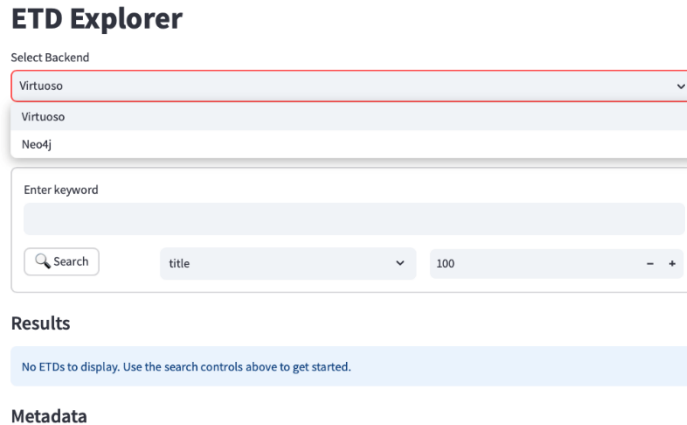 ETD Explorer
Select Backend
Virtuoso
Virtuoso
Neo4j
Enter keyword
Search
title
100
− +
Results
No ETDs to display. Use the search controls above to get started.
Metadata